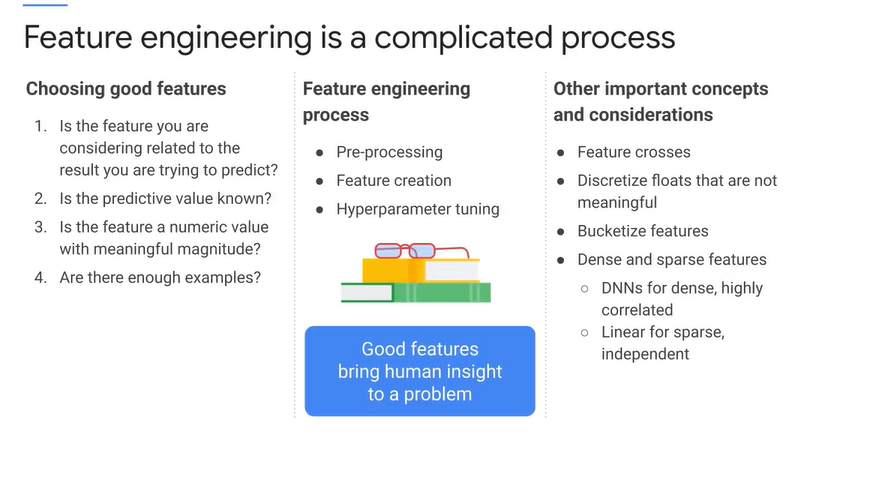 Feature engineering is a complicated process
Choosing good features
1. Is the feature you are
considering related to the
result you are trying to predict?
2. Is the predictive value known?
3. Is the feature a numeric value
with meaningful magnitude?
4. Are there enough examples?
Feature engineering
process
● Pre-processing
● Feature creation
● Hyperparameter tuning
Good features
bring human insight
to a problem
Other important concepts
and considerations
● Feature crosses
● Discretize floats that are not
meaningful
● Bucketize features
● Dense and sparse features
○ DNNs for dense, highly
correlated
○ Linear for sparse,
independent